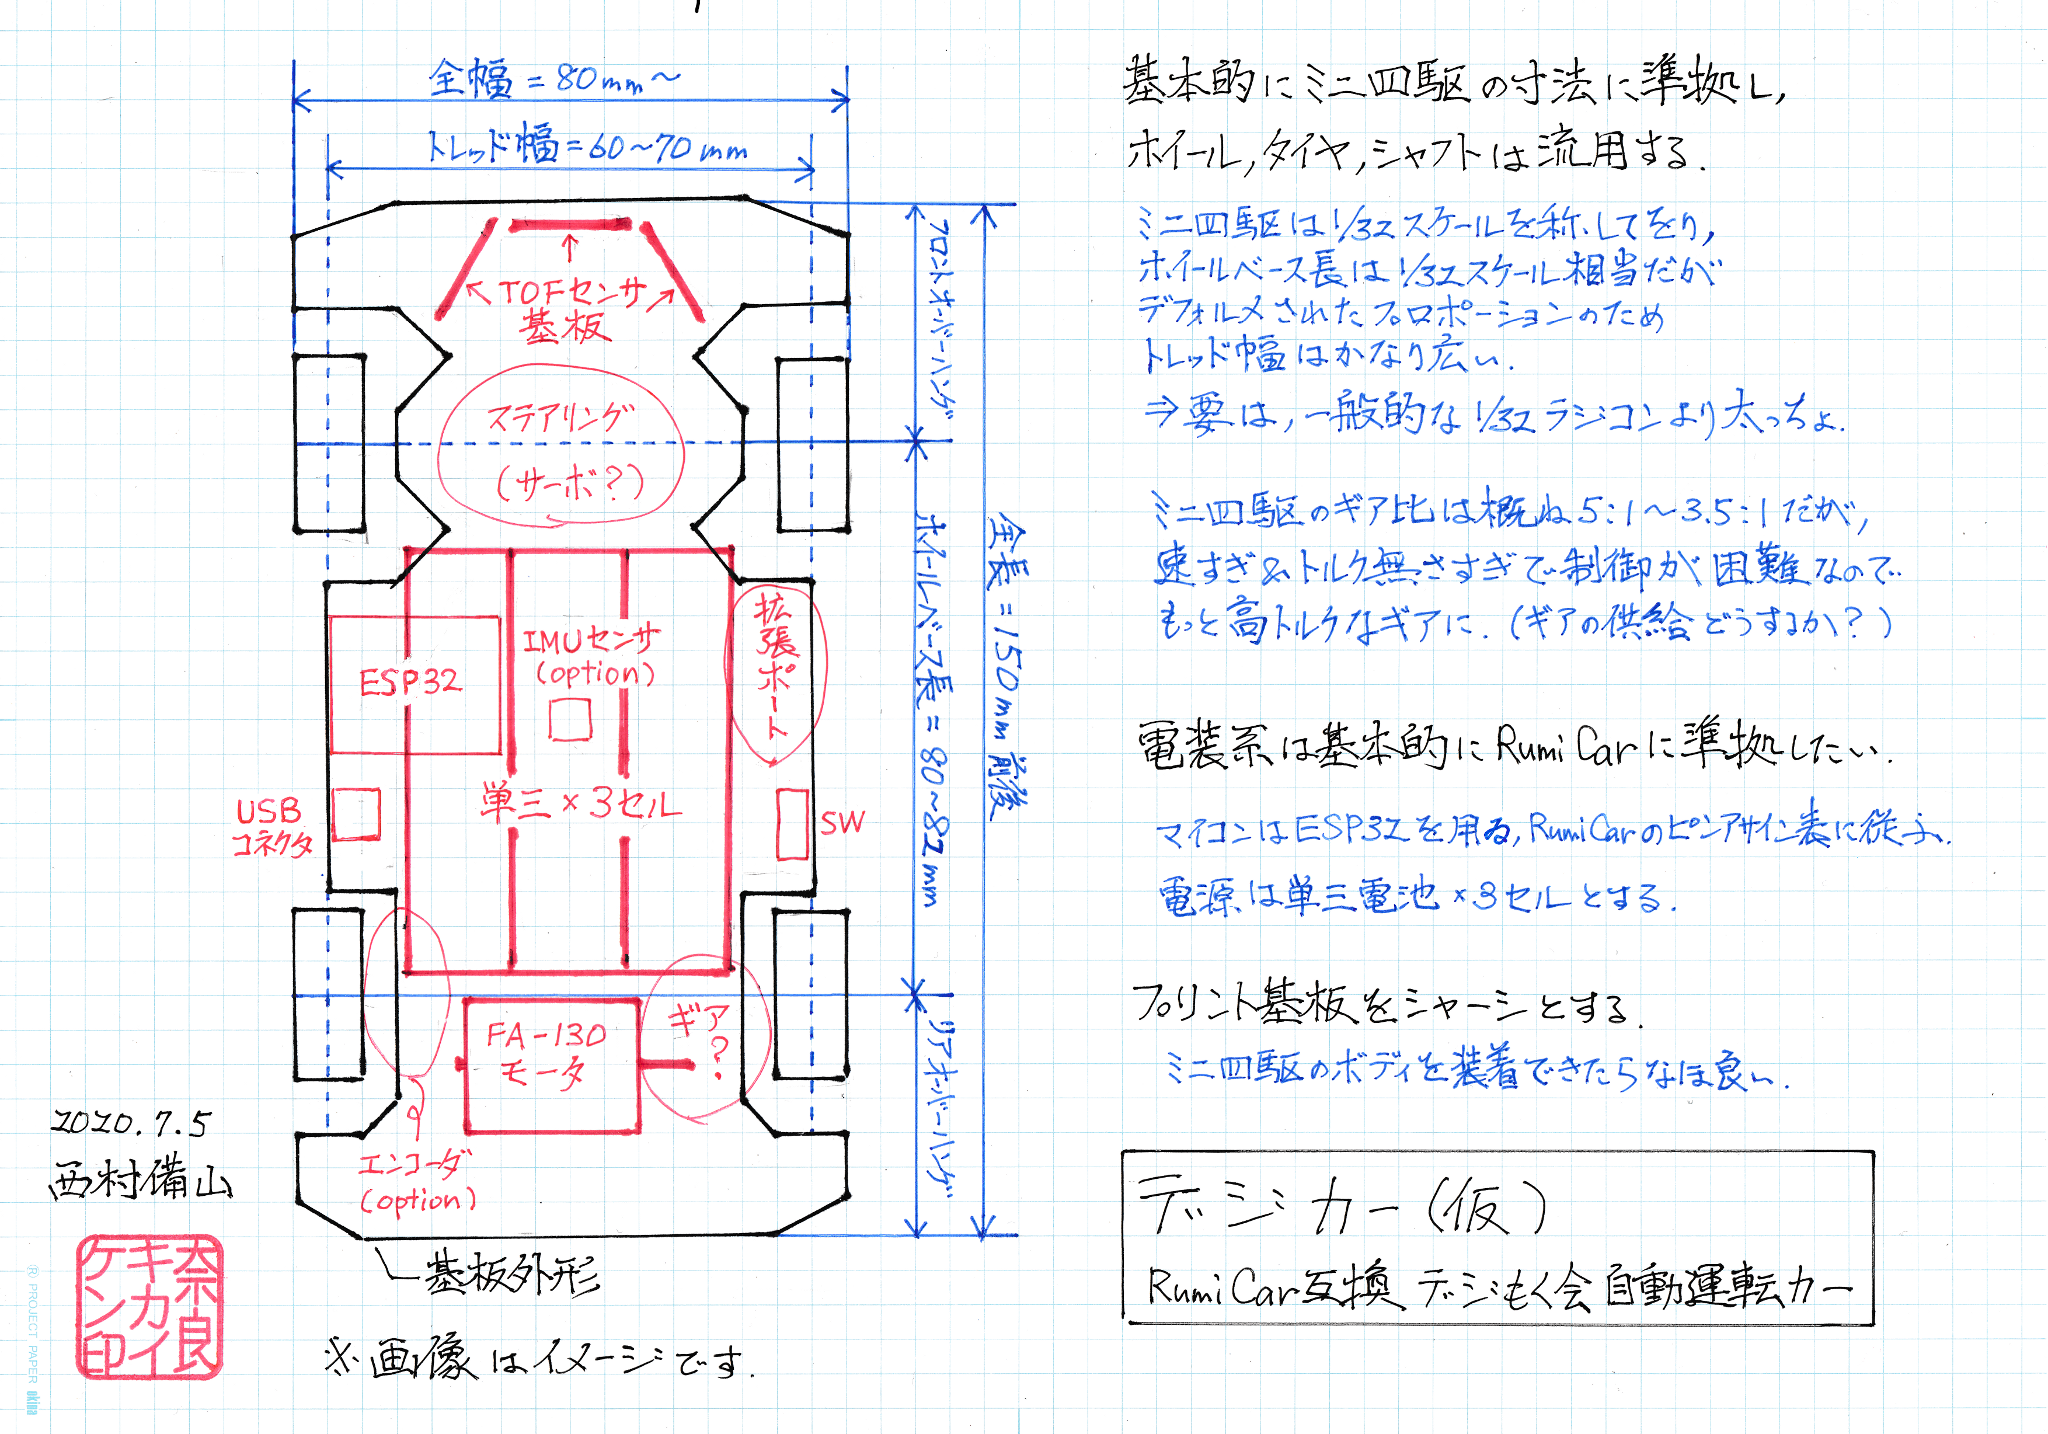 全幅=80mm~
トレッド幅=60~70mm
フロントオーバーハング
ホイールベース長=80~82mm
リアオーバーハング
全長=150mm前後
TOFセンサ
基板
ステアリング
(サーボ?)
ESP32
IMUセンサ
(option)
拡張ポート
USB
コネクタ
単三×3セル
SW
FA-130
モータ
ギア
?
エンコーダ
(option)
基板外形
※画像はイメージです.
2020.7.5
西村備山
奈良
キカイ
ケン印
基本的にミニ四駆の寸法に準拠し,
ホイール,タイヤ,シャフトは流用する.
ミニ四駆は1/32スケールを称してをり,
ホイールベース長は1/32スケール相当だが
デフォルメされたプロポーションのため
トレッド幅はかなり広い.
⇒要は,一般的な1/32ラジコンより太っちょ.
ミニ四駆のギア比は概ね5:1~3.5:1だが,
速すぎ&トルク無さすぎで制御が困難なので
もっと高トルクなギアに.(ギアの供給どうするか?)
電装系は基本的にRumiCarに準拠したい.
マイコンはESP32を用ゐ,RumiCarのピンアサイン表に従ふ.
電源は単三電池×3セルとする.
プリント基板をシャーシとする.
ミニ四駆のボディを装着できたらなほ良い.
デジカー(仮)
RumiCar互換 デジもく会 自動運転カー
PROJECT PAPER okina